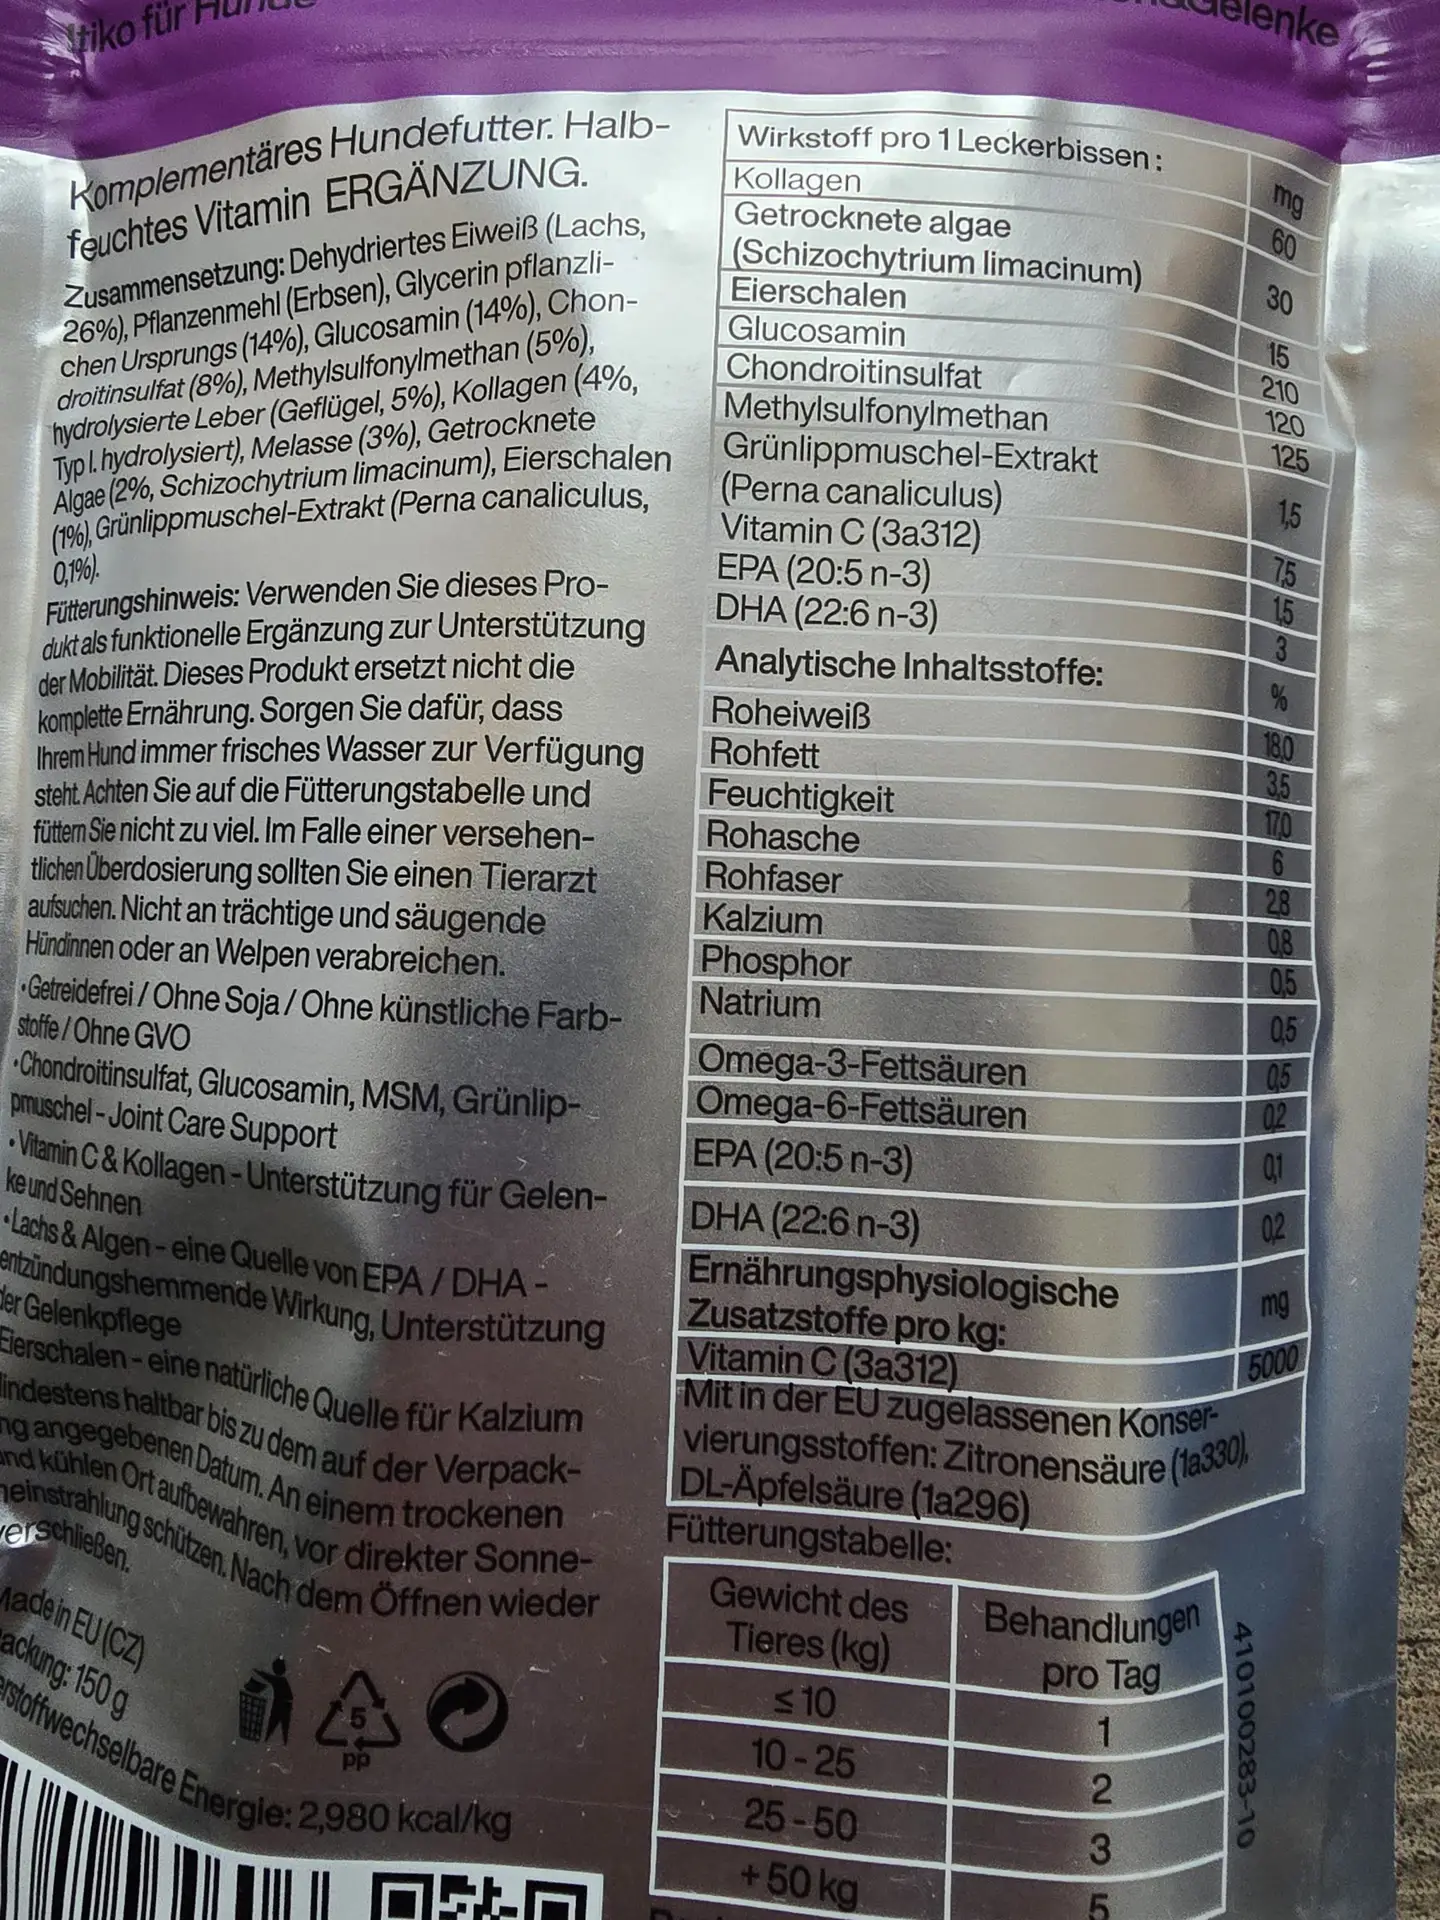 tiko für Hunde
Gelenke
Komplementäres Hundefutter. Halb-
feuchtes Vitamin ERGÄNZUNG.
Zusammensetzung: Dehydriertes Eiweiß (Lachs,
26%), Pflanzenmehl (Erbsen), Glycerin pflanzli-
chen Ursprungs (14%), Glucosamin (14%), Chon-
droitinsulfat (8%), Methylsulfonylmethan (5%),
hydrolysierte Leber (Geflügel, 5%), Kollagen (4%,
Typ I. hydrolysiert), Melasse (3%), Getrocknete
Algae (2%, Schizochytrium limacinum), Eierschalen
(1%), Grünlippmuschel-Extrakt (Perna canaliculus,
0,1%).
Fütterungshinweis: Verwenden Sie dieses Pro-
dukt als funktionelle Ergänzung zur Unterstützung
der Mobilität. Dieses Produkt ersetzt nicht die
komplette Ernährung. Sorgen Sie dafür, dass
Ihrem Hund immer frisches Wasser zur Verfügung
steht. Achten Sie auf die Fütterungstabelle und
füttern Sie nicht zu viel. Im Falle einer versehen-
tlichen Überdosierung sollten Sie einen Tierarzt
aufsuchen. Nicht an trächtige und säugende
Hündinnen oder an Welpen verabreichen.
•Getreidefrei / Ohne Soja / Ohne künstliche Farb-
stoffe / Ohne GVO
•Chondroitinsulfat, Glucosamin, MSM, Grünlip-
pmuschel - Joint Care Support
•Vitamin C & Kollagen - Unterstützung für Gelen-
ke und Sehnen
•Lachs & Algen - eine Quelle von EPA / DHA -
entzündungshemmende Wirkung, Unterstützung
der Gelenkpflege
Eierschalen - eine natürliche Quelle für Kalzium
indestens haltbar bis zu dem auf der Verpack-
ng angegebenen Datum. An einem trockenen
und kühlen Ort aufbewahren, vor direkter Sonne-
neinstrahlung schützen. Nach dem Öffnen wieder
verschließen.
Made in EU (CZ)
ackung: 150 g
rstoffwechselbare Energie: 2,980 kcal/kg
5
PP
Wirkstoff pro 1 Leckerbissen: mg
Kollagen 60
Getrocknete algae
(Schizochytrium limacinum) 30
Eierschalen 15
Glucosamin 210
Chondroitinsulfat 120
Methylsulfonylmethan 125
Grünlippmuschel-Extrakt
(Perna canaliculus) 1,5
Vitamin C (3a312) 7,5
EPA (20:5 n-3) 1,5
DHA (22:6 n-3) 3
Analytische Inhaltsstoffe: %
Roheiweiß 18,0
Rohfett 3,5
Feuchtigkeit 17,0
Rohasche 6
Rohfaser 2,8
Kalzium 0,8
Phosphor 0,5
Natrium 0,5
Omega-3-Fettsäuren 0,5
Omega-6-Fettsäuren 0,2
EPA (20:5 n-3) 0,1
DHA (22:6 n-3) 0,2
Ernährungsphysiologische
Zusatzstoffe pro kg: mg
Vitamin C (3a312) 5000
Mit in der EU zugelassenen Konser-
vierungsstoffen: Zitronensäure (1a330),
DL-Äpfelsäure (1a296)
Fütterungstabelle:
Gewicht des Behandlungen
Tieres (kg) pro Tag
≤ 10 1
10 - 25 2
25 - 50 3
+ 50 kg 5
410100283-10